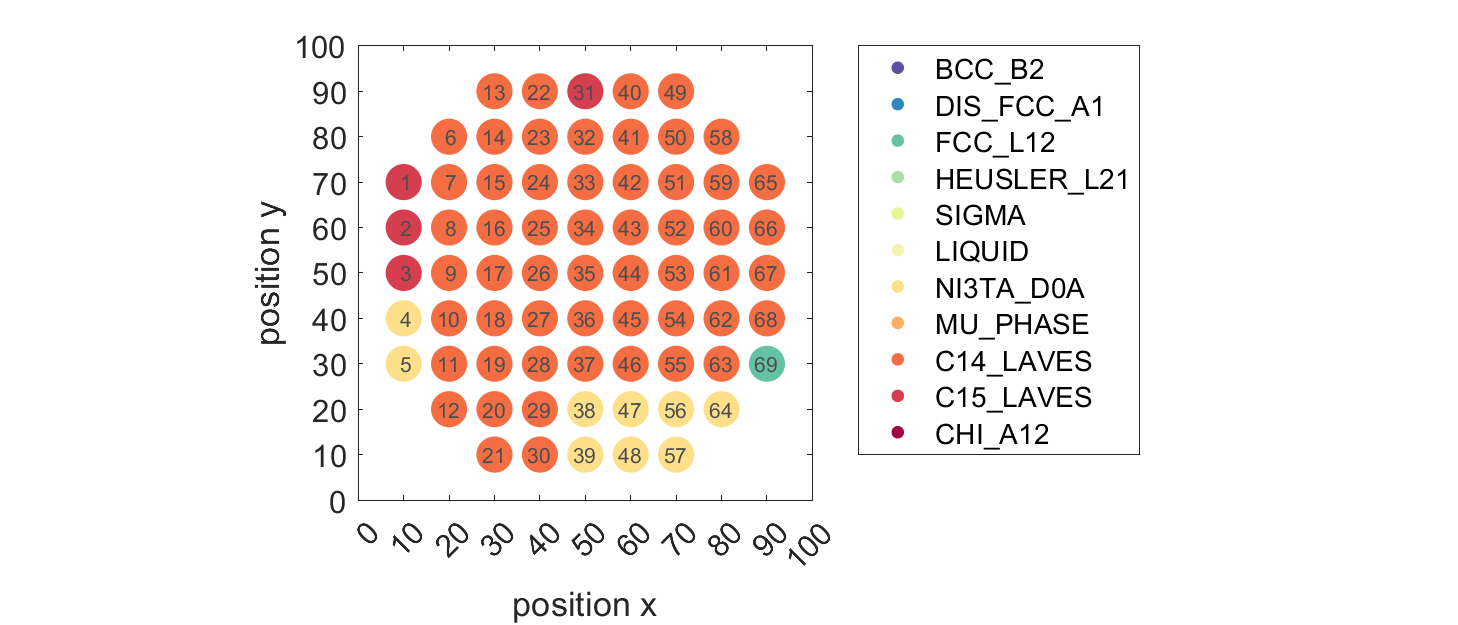 100
90 13 22 31 40 49
80 6 14 23 32 41 50 58
70 1 7 15 24 33 42 51 59 65
60 2 8 16 25 34 43 52 60 66
50 3 9 17 26 35 44 53 61 67
40 4 10 18 27 36 45 54 62 68
30 5 11 19 28 37 46 55 63 69
20 12 20 29 38 47 56 64
10 21 30 39 48 57
0
position y
0 10 20 30 40 50 60 70 80 90 100
position x
BCC_B2
DIS_FCC_A1
FCC_L12
HEUSLER_L21
SIGMA
LIQUID
NI3TA_D0A
MU_PHASE
C14_LAVES
C15_LAVES
CHI_A12